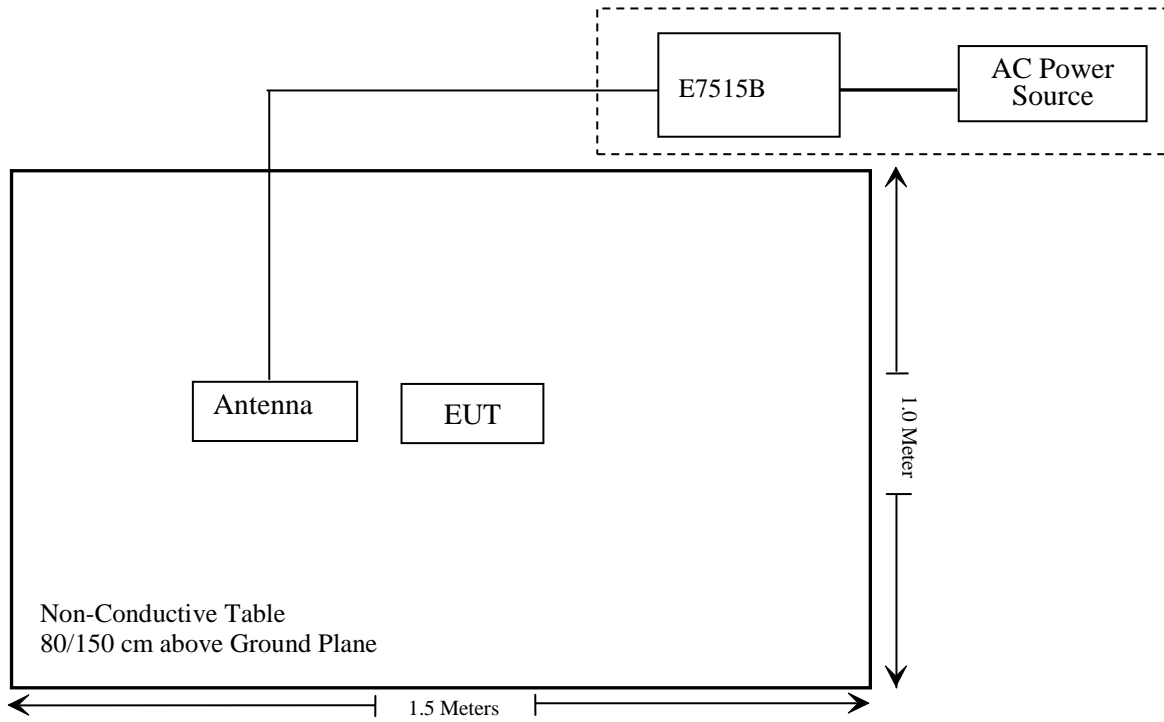 E7515B
AC Power
Source
Antenna
EUT
1.0 Meter
Non-Conductive Table
80/150 cm above Ground Plane
1.5 Meters